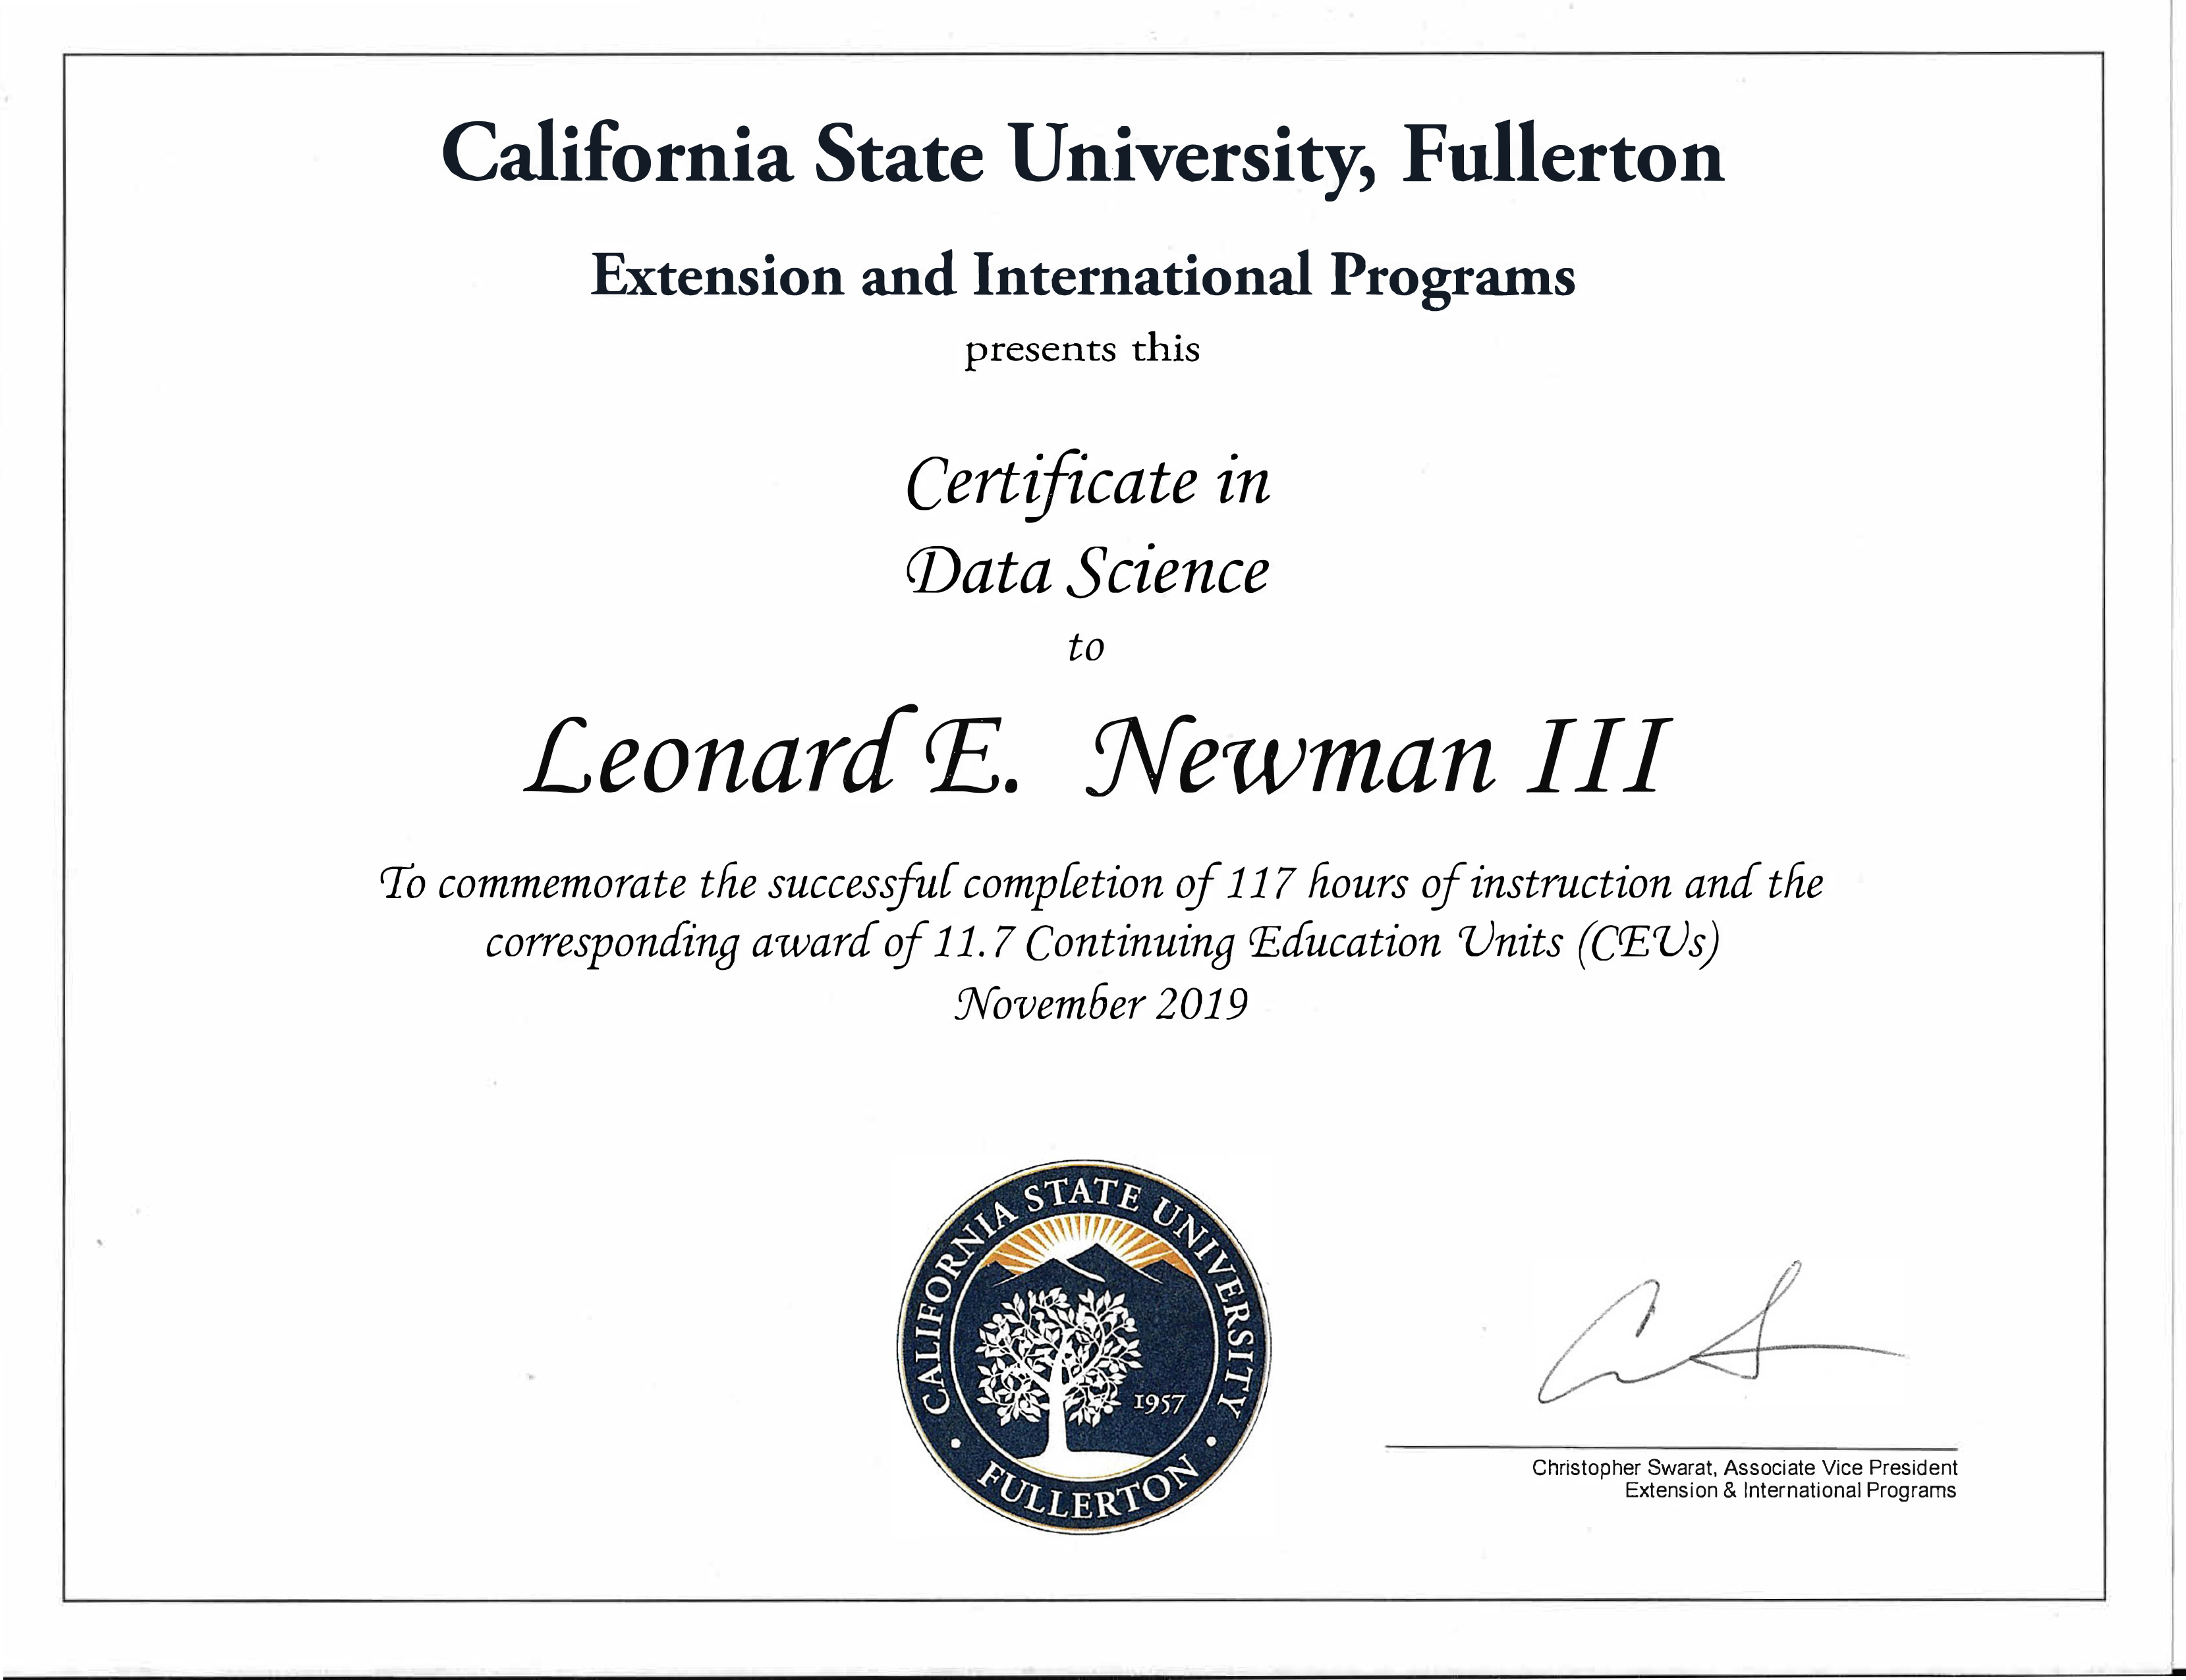 California State University, Fullerton
Extension and International Programs
presents this
Certificate in
Data Science
to
Leonard E. Newman III
To commemorate the successful completion of 117 hours of instruction and the
corresponding award of 11.7 Continuing Education Units (CEUs)
November 2019
CALIFORNIA STATE UNIVERSITY
1957
• FULLERTON •
Christopher Swarat, Associate Vice President
Extension & International Programs